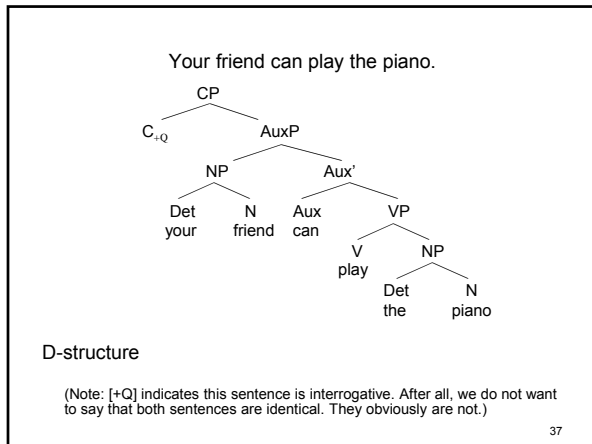 Your friend can play the piano.
CP
C+Q AuxP
NP Aux’
Det N Aux VP
your friend can
V NP
play
Det N
the piano
D-structure
(Note: [+Q] indicates this sentence is interrogative. After all, we do not want
to say that both sentences are identical. They obviously are not.)
37